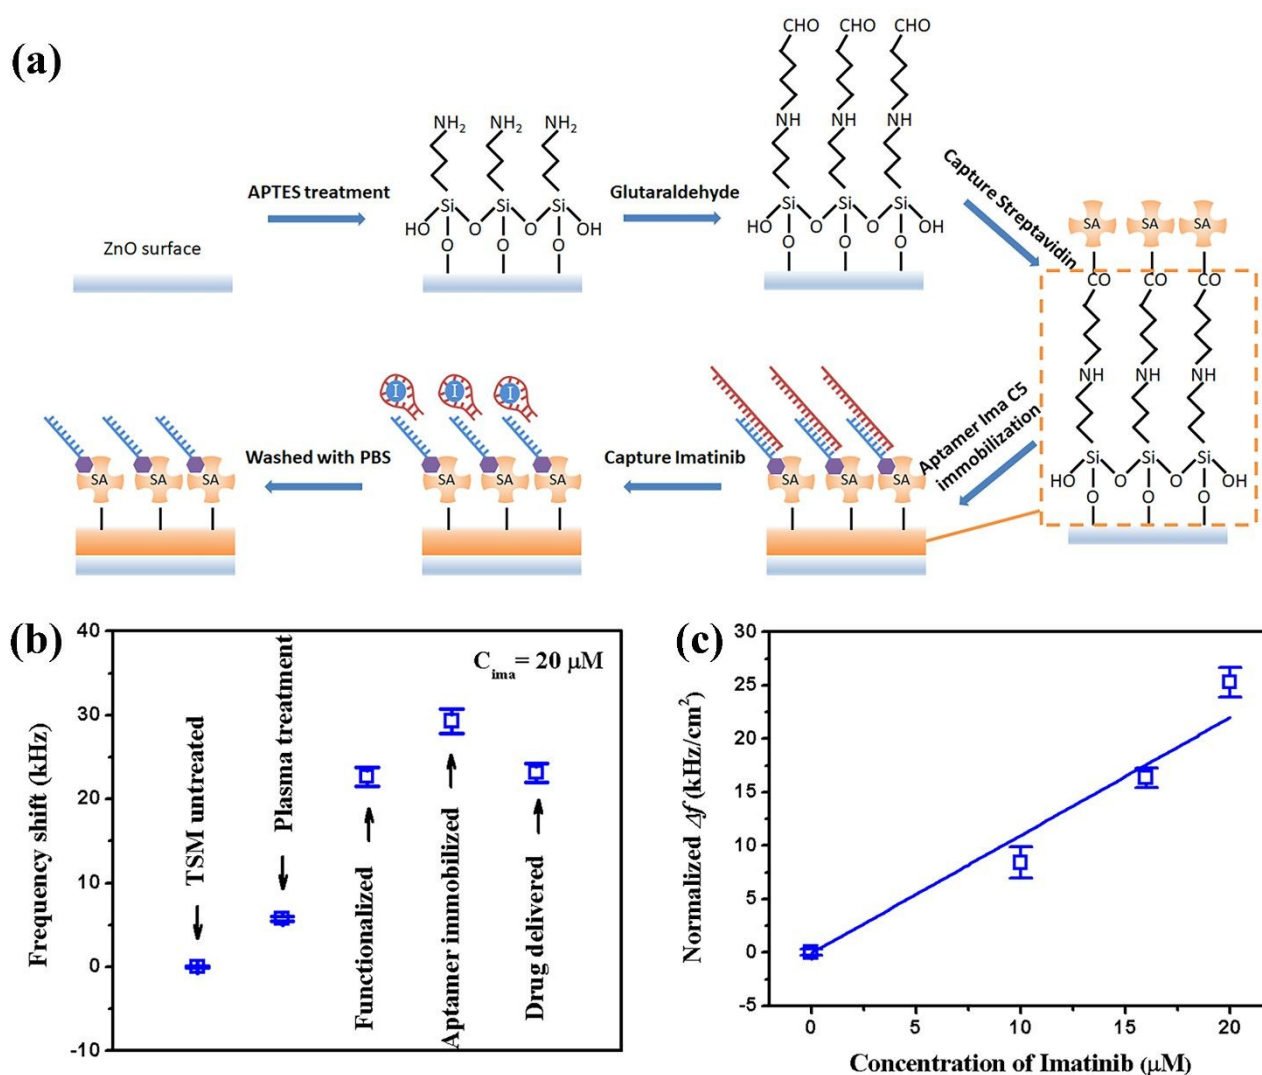 (a)
CHO CHO CHO
NH₂ NH₂ NH₂
NH NH NH
APTES treatment
Glutaraldehyde
Capture Streptavidin
ZnO surface
Si Si Si
HO O O OH
O O O
Si Si Si
HO O O OH
O O O
SA SA SA
CO CO CO
NH NH NH
Si Si Si
HO O O OH
O O O
Aptamer Ima C5
immobilization
SA SA SA
Capture Imatinib
I I I
SA SA SA
Washed with PBS
SA SA SA
(b)
Frequency shift (kHz)
40
30
20
10
0
-10
C_ima = 20 μM
TSM untreated
Plasma treatment
Functionalized
Aptamer immobilized
Drug delivered
(c)
Normalized Δf (kHz/cm²)
30
25
20
15
10
5
0
-5
0 5 10 15 20
Concentration of Imatinib (μM)